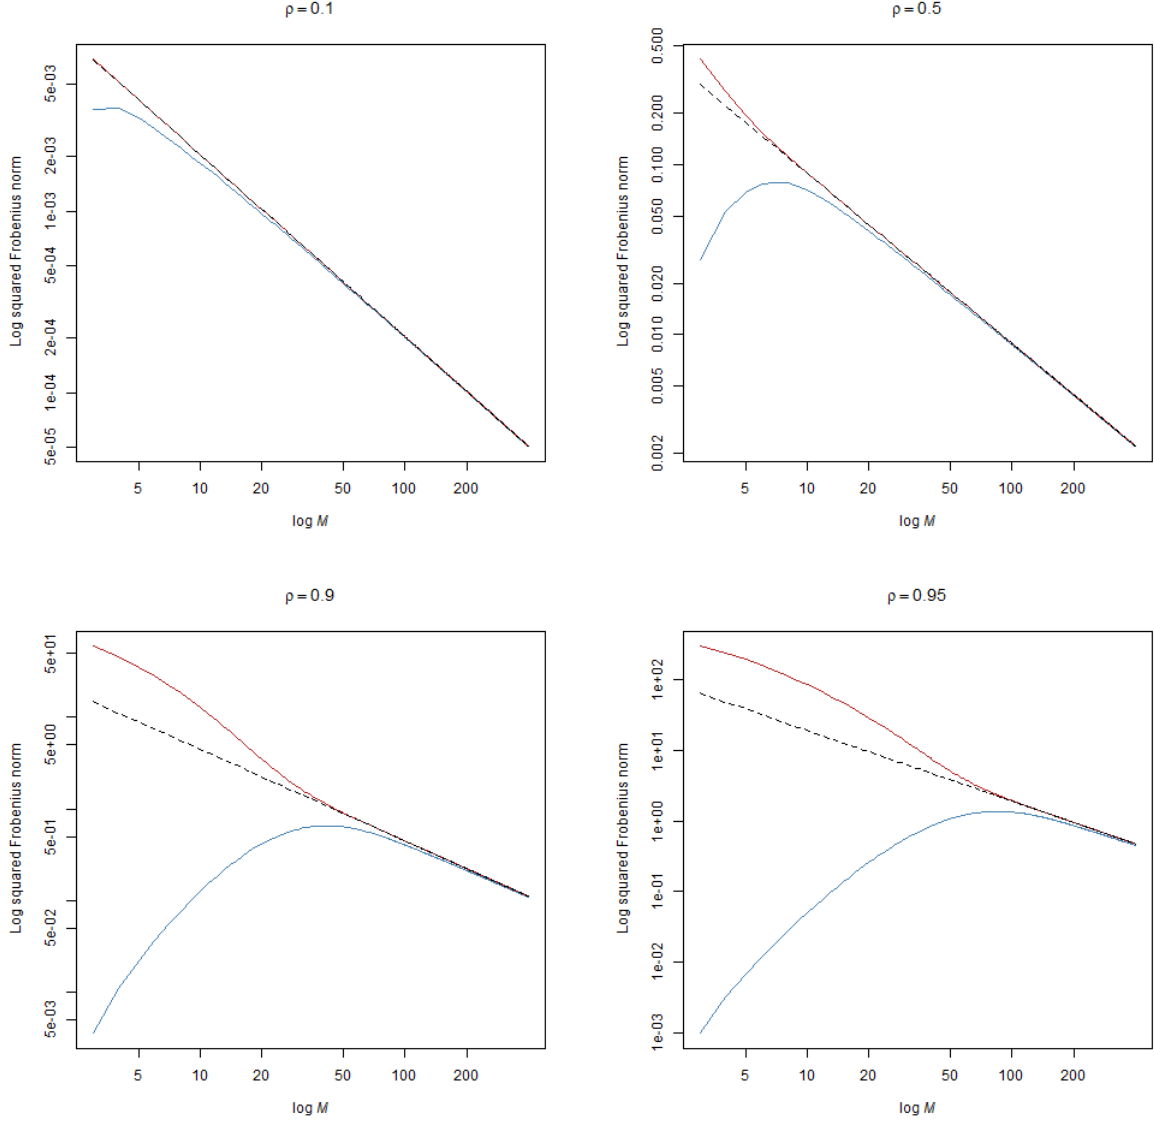 ρ = 0.1
Log squared Frobenius norm
5e-03
2e-03
1e-03
5e-04
2e-04
1e-04
5e-05
5 10 20 50 100 200
log M
ρ = 0.5
Log squared Frobenius norm
0.500
0.200
0.100
0.050
0.020
0.010
0.005
0.002
5 10 20 50 100 200
log M
ρ = 0.9
Log squared Frobenius norm
5e+01
5e+00
5e-01
5e-02
5e-03
5 10 20 50 100 200
log M
ρ = 0.95
Log squared Frobenius norm
1e+02
1e+01
1e+00
1e-01
1e-02
1e-03
5 10 20 50 100 200
log M